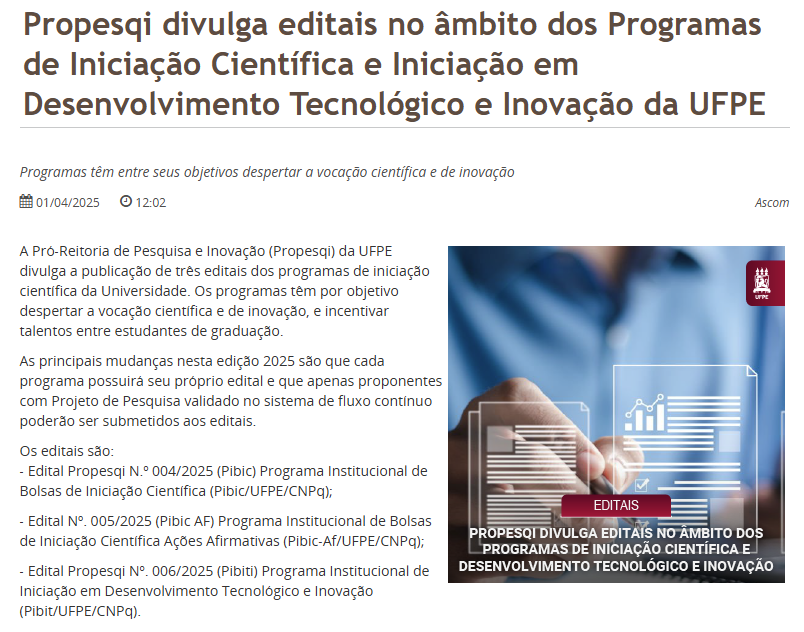 Propesqi divulga editais no âmbito dos Programas
de Iniciação Científica e Iniciação em
Desenvolvimento Tecnológico e Inovação da UFPE
Programas têm entre seus objetivos despertar a vocação científica e de inovação
01/04/2025 12:02 Ascom
A Pró-Reitoria de Pesquisa e Inovação (Propesqi) da UFPE
divulga a publicação de três editais dos programas de iniciação
científica da Universidade. Os programas têm por objetivo
despertar a vocação científica e de inovação, e incentivar
talentos entre estudantes de graduação.
As principais mudanças nesta edição 2025 são que cada
programa possuirá seu próprio edital e que apenas proponentes
com Projeto de Pesquisa validado no sistema de fluxo contínuo
poderão ser submetidos aos editais.
Os editais são:
- Edital Propesqi N.º 004/2025 (Pibic) Programa Institucional de
Bolsas de Iniciação Científica (Pibic/UFPE/CNPq);
- Edital Nº. 005/2025 (Pibic AF) Programa Institucional de Bolsas
de Iniciação Científica Ações Afirmativas (Pibic-Af/UFPE/CNPq);
- Edital Propesqi Nº. 006/2025 (Pibiti) Programa Institucional de
Iniciação em Desenvolvimento Tecnológico e Inovação
(Pibit/UFPE/CNPq).
UFPE
EDITAIS
PROPESQI DIVULGA EDITAIS NO ÂMBITO DOS
PROGRAMAS DE INICIAÇÃO CIENTÍFICA E
DESENVOLVIMENTO TECNOLÓGICO E INOVAÇÃO